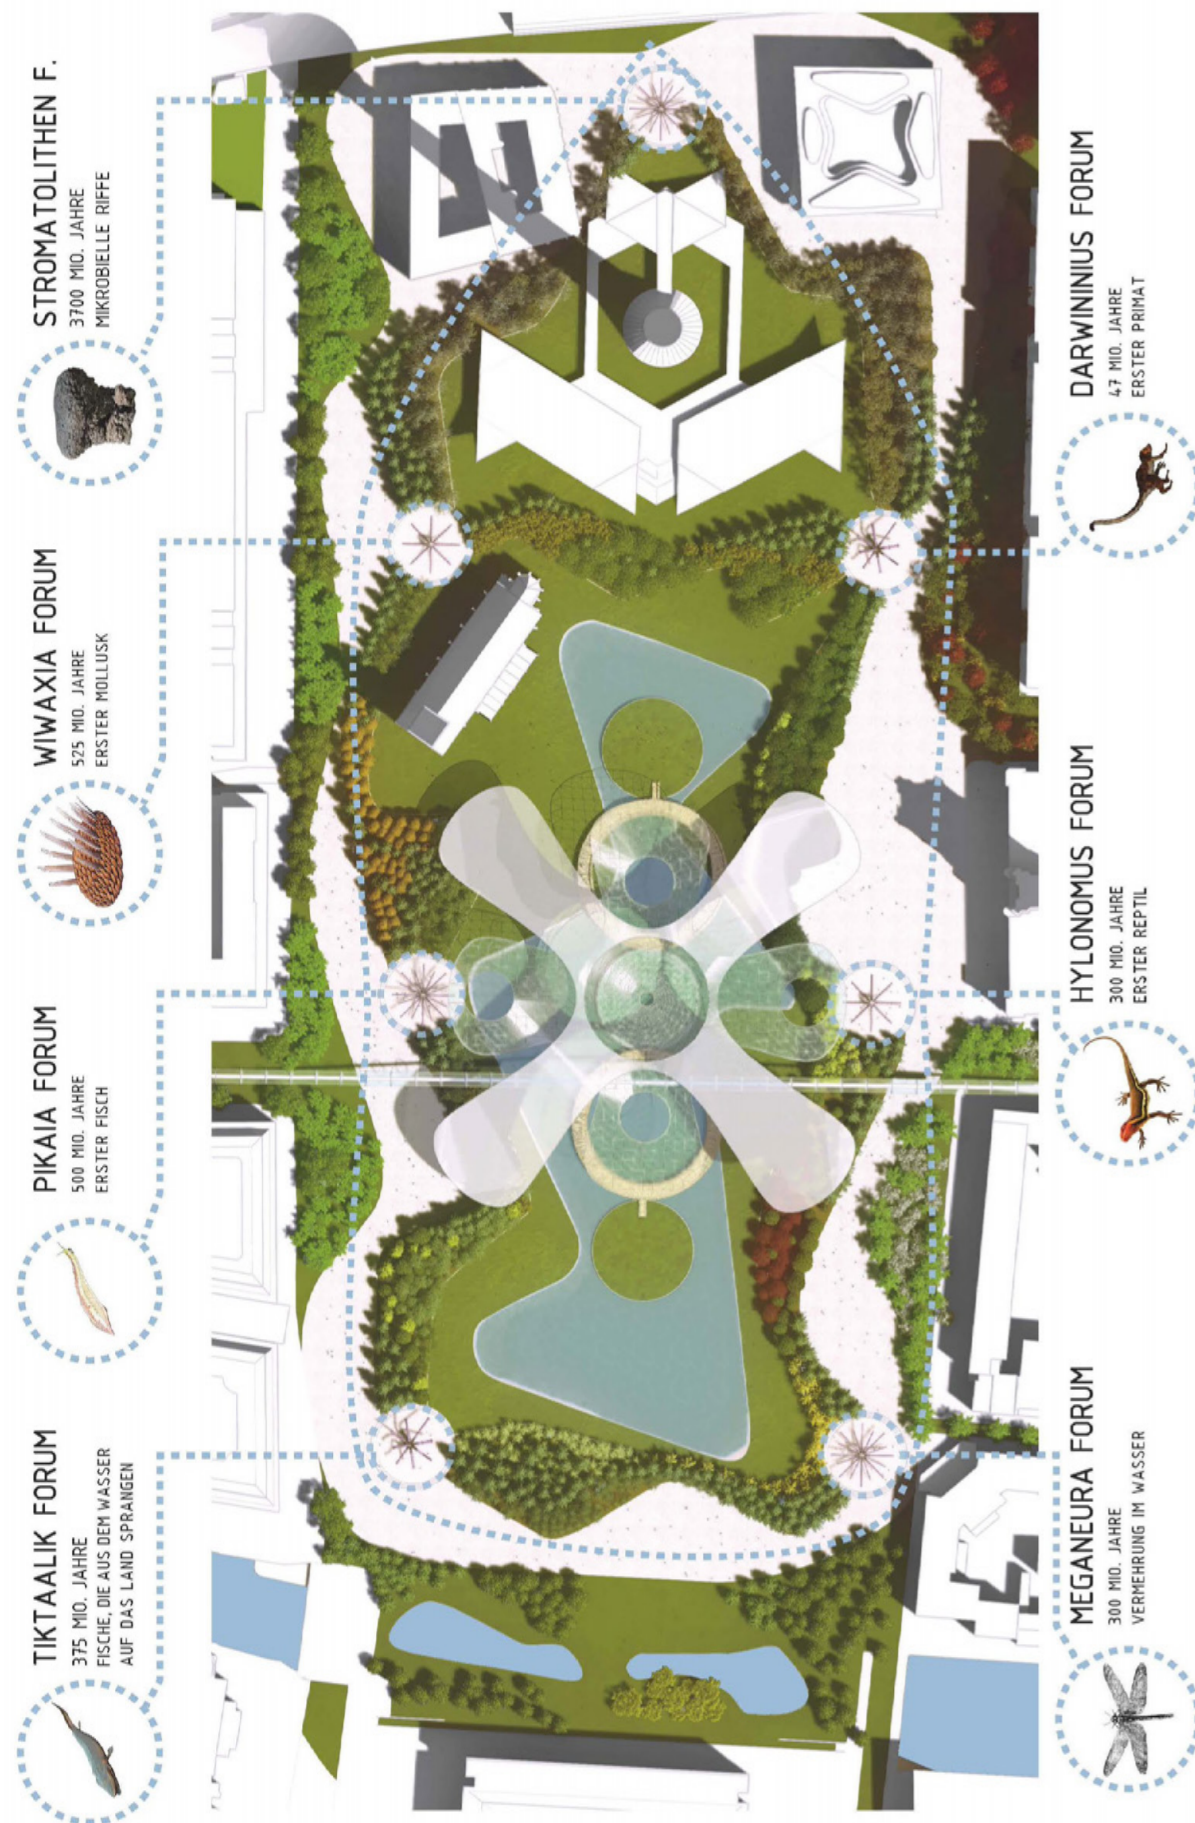 TIKTAALIK FORUM
375 MIO. JAHRE
FISCHE, DIE AUS DEM WASSER
AUF DAS LAND SPRANGEN
PIKAIA FORUM
500 MIO. JAHRE
ERSTER FISCH
WIWAXIA FORUM
525 MIO. JAHRE
ERSTER MOLLUSK
STROMATOLITHEN F.
3700 MIO. JAHRE
MIKROBIELLE RIFFE
MEGANEURA FORUM
300 MIO. JAHRE
VERMEHRUNG IM WASSER
HYLONOMUS FORUM
300 MIO. JAHRE
ERSTER REPTIL
DARWININIUS FORUM
47 MIO. JAHRE
ERSTER PRIMAT